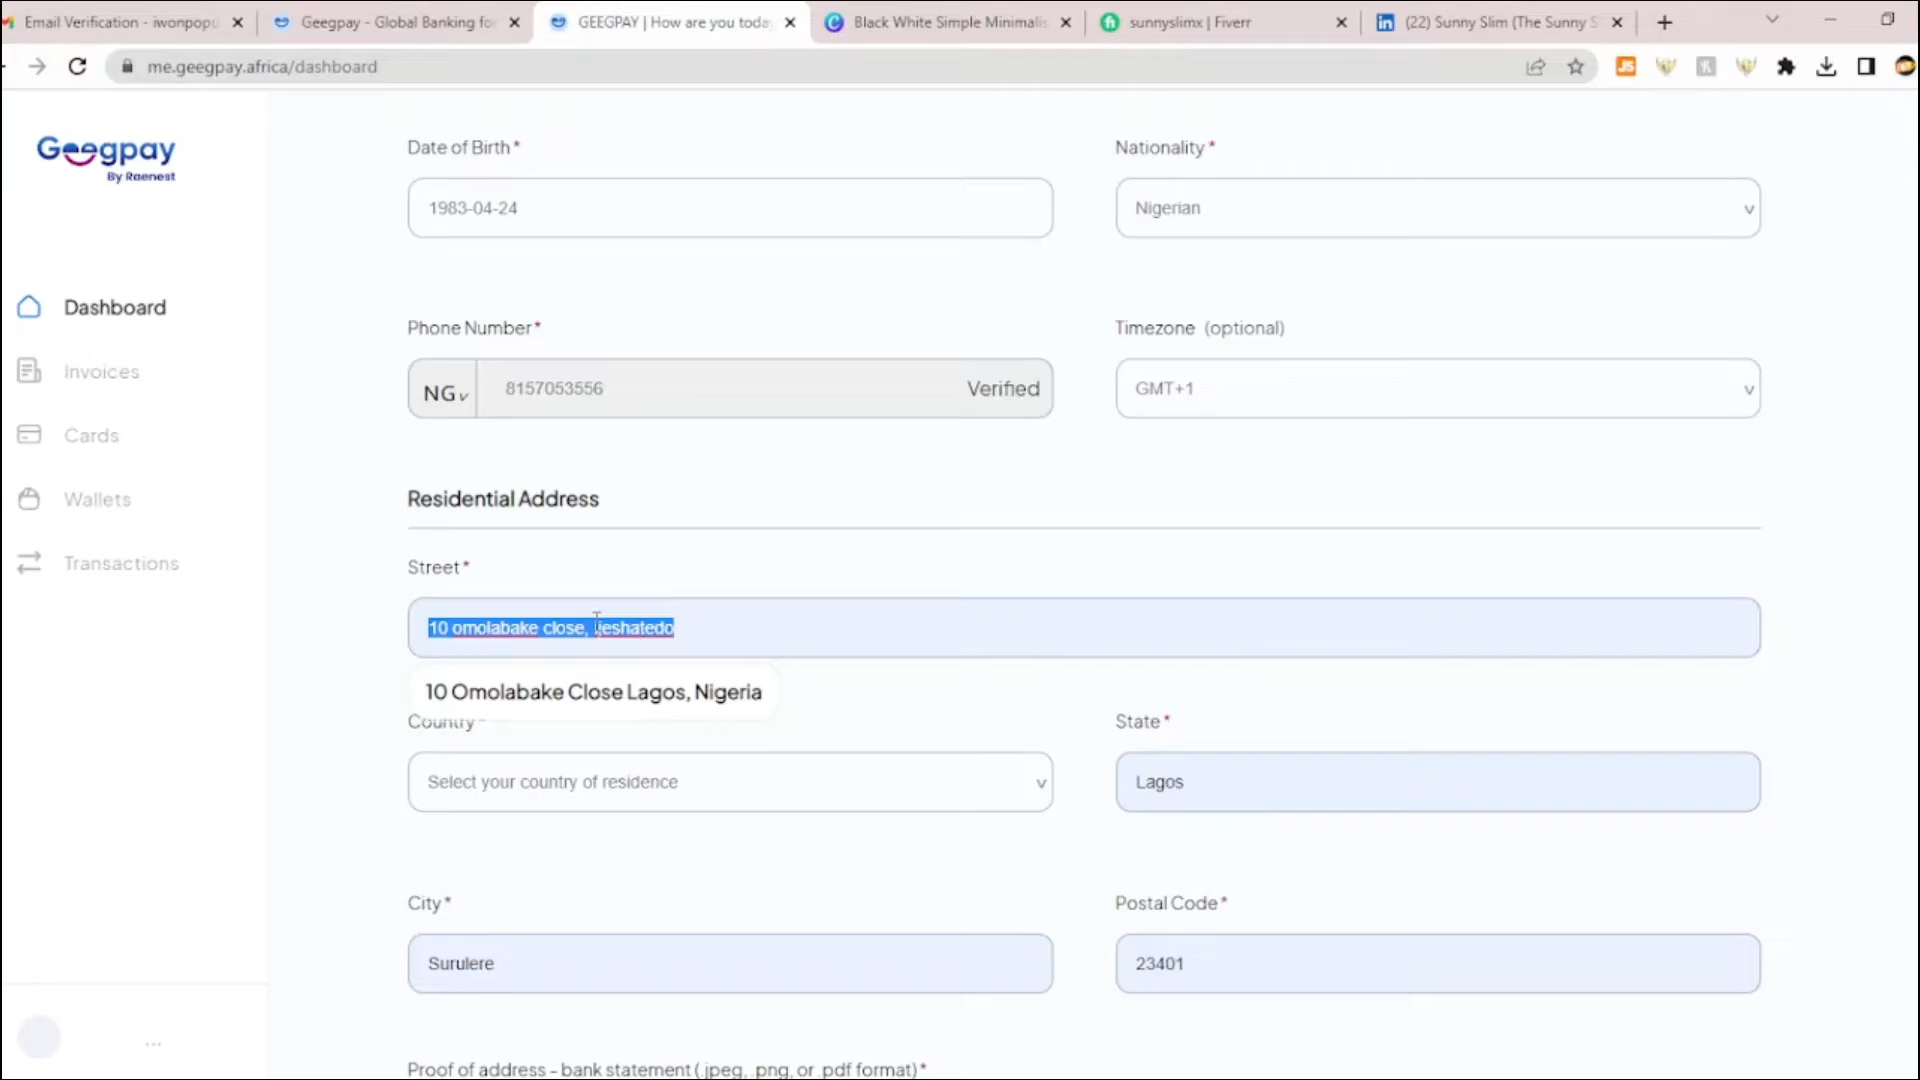 Email Verification - iwonpopu
Geegpay - Global Banking fo
GEEGPAY | How are you toda
Black White Simple Minimalis
sunnyslimx | Fiverr
(22) Sunny Slim (The Sunny S
me.geegpay.africa/dashboard
JS
Geegpay
By Raenest
Dashboard
Invoices
Cards
Wallets
Transactions
...
Date of Birth*
Nationality*
1983-04-24
Nigerian
Phone Number*
Timezone (optional)
NG
8157053556
Verified
GMT+1
Residential Address
Street*
10 omolabake close,
10 Omolabake Close Lagos, Nigeria
Country
State*
Select your country of residence
Lagos
City*
Postal Code*
Surulere
23401
Proof of address - bank statement (.jpeg, .png, or .pdf format)*